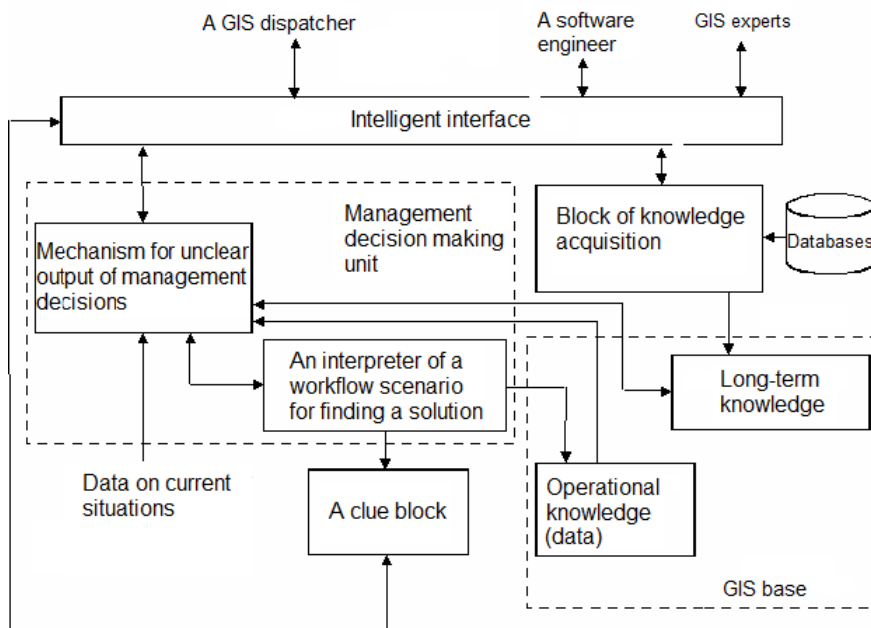 A GIS dispatcher
A software
engineer
GIS experts
Intelligent interface
Management
decision making
unit
Block of knowledge
acquisition
Databases
Mechanism for unclear
output of management
decisions
An interpreter of a
workflow scenario
for finding a solution
Long-term
knowledge
Data on current
situations
A clue block
Operational
knowledge
(data)
GIS base